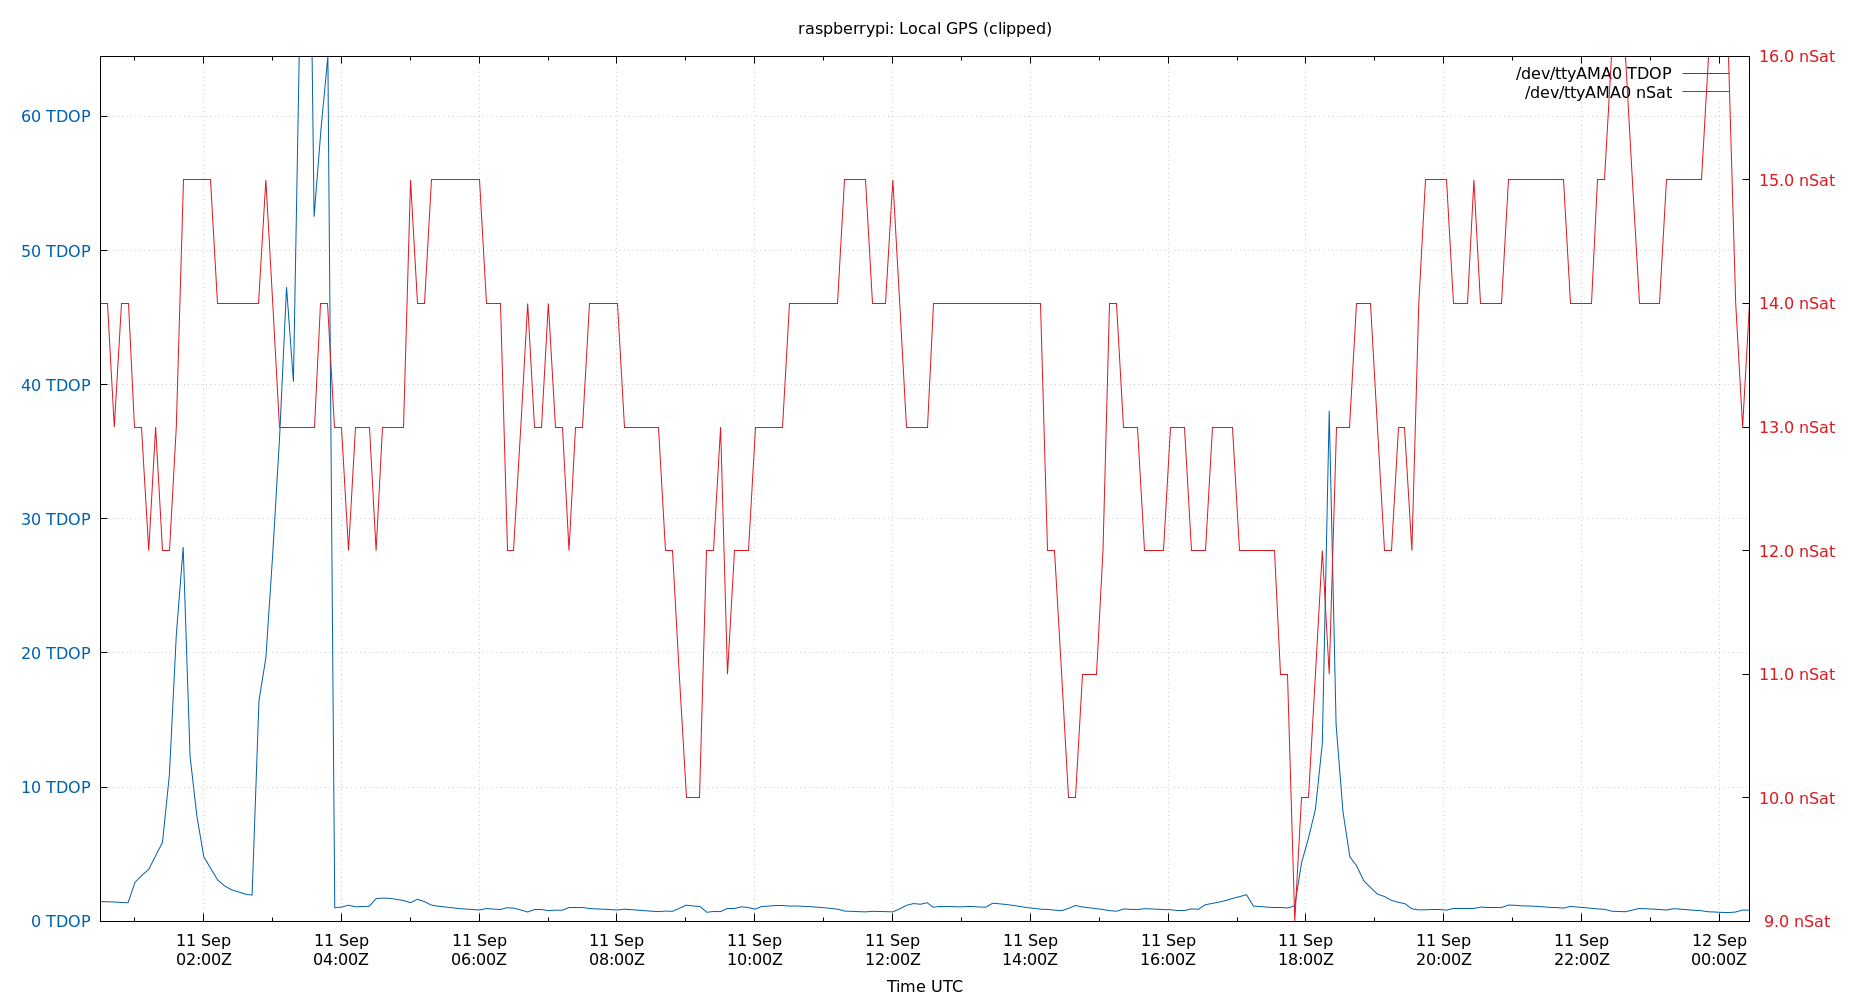 raspberrypi: Local GPS (clipped)
16.0 nSat
/dev/ttyAMA0 TDOP
/dev/ttyAMA0 nSat
60 TDOP
15.0 nSat
50 TDOP
14.0 nSat
40 TDOP
13.0 nSat
30 TDOP
12.0 nSat
20 TDOP
11.0 nSat
10 TDOP
10.0 nSat
0 TDOP
9.0 nSat
11 Sep 11 Sep 11 Sep 11 Sep 11 Sep 11 Sep 11 Sep 11 Sep 11 Sep 11 Sep 11 Sep 12 Sep
02:00Z 04:00Z 06:00Z 08:00Z 10:00Z 12:00Z 14:00Z 16:00Z 18:00Z 20:00Z 22:00Z 00:00Z
Time UTC